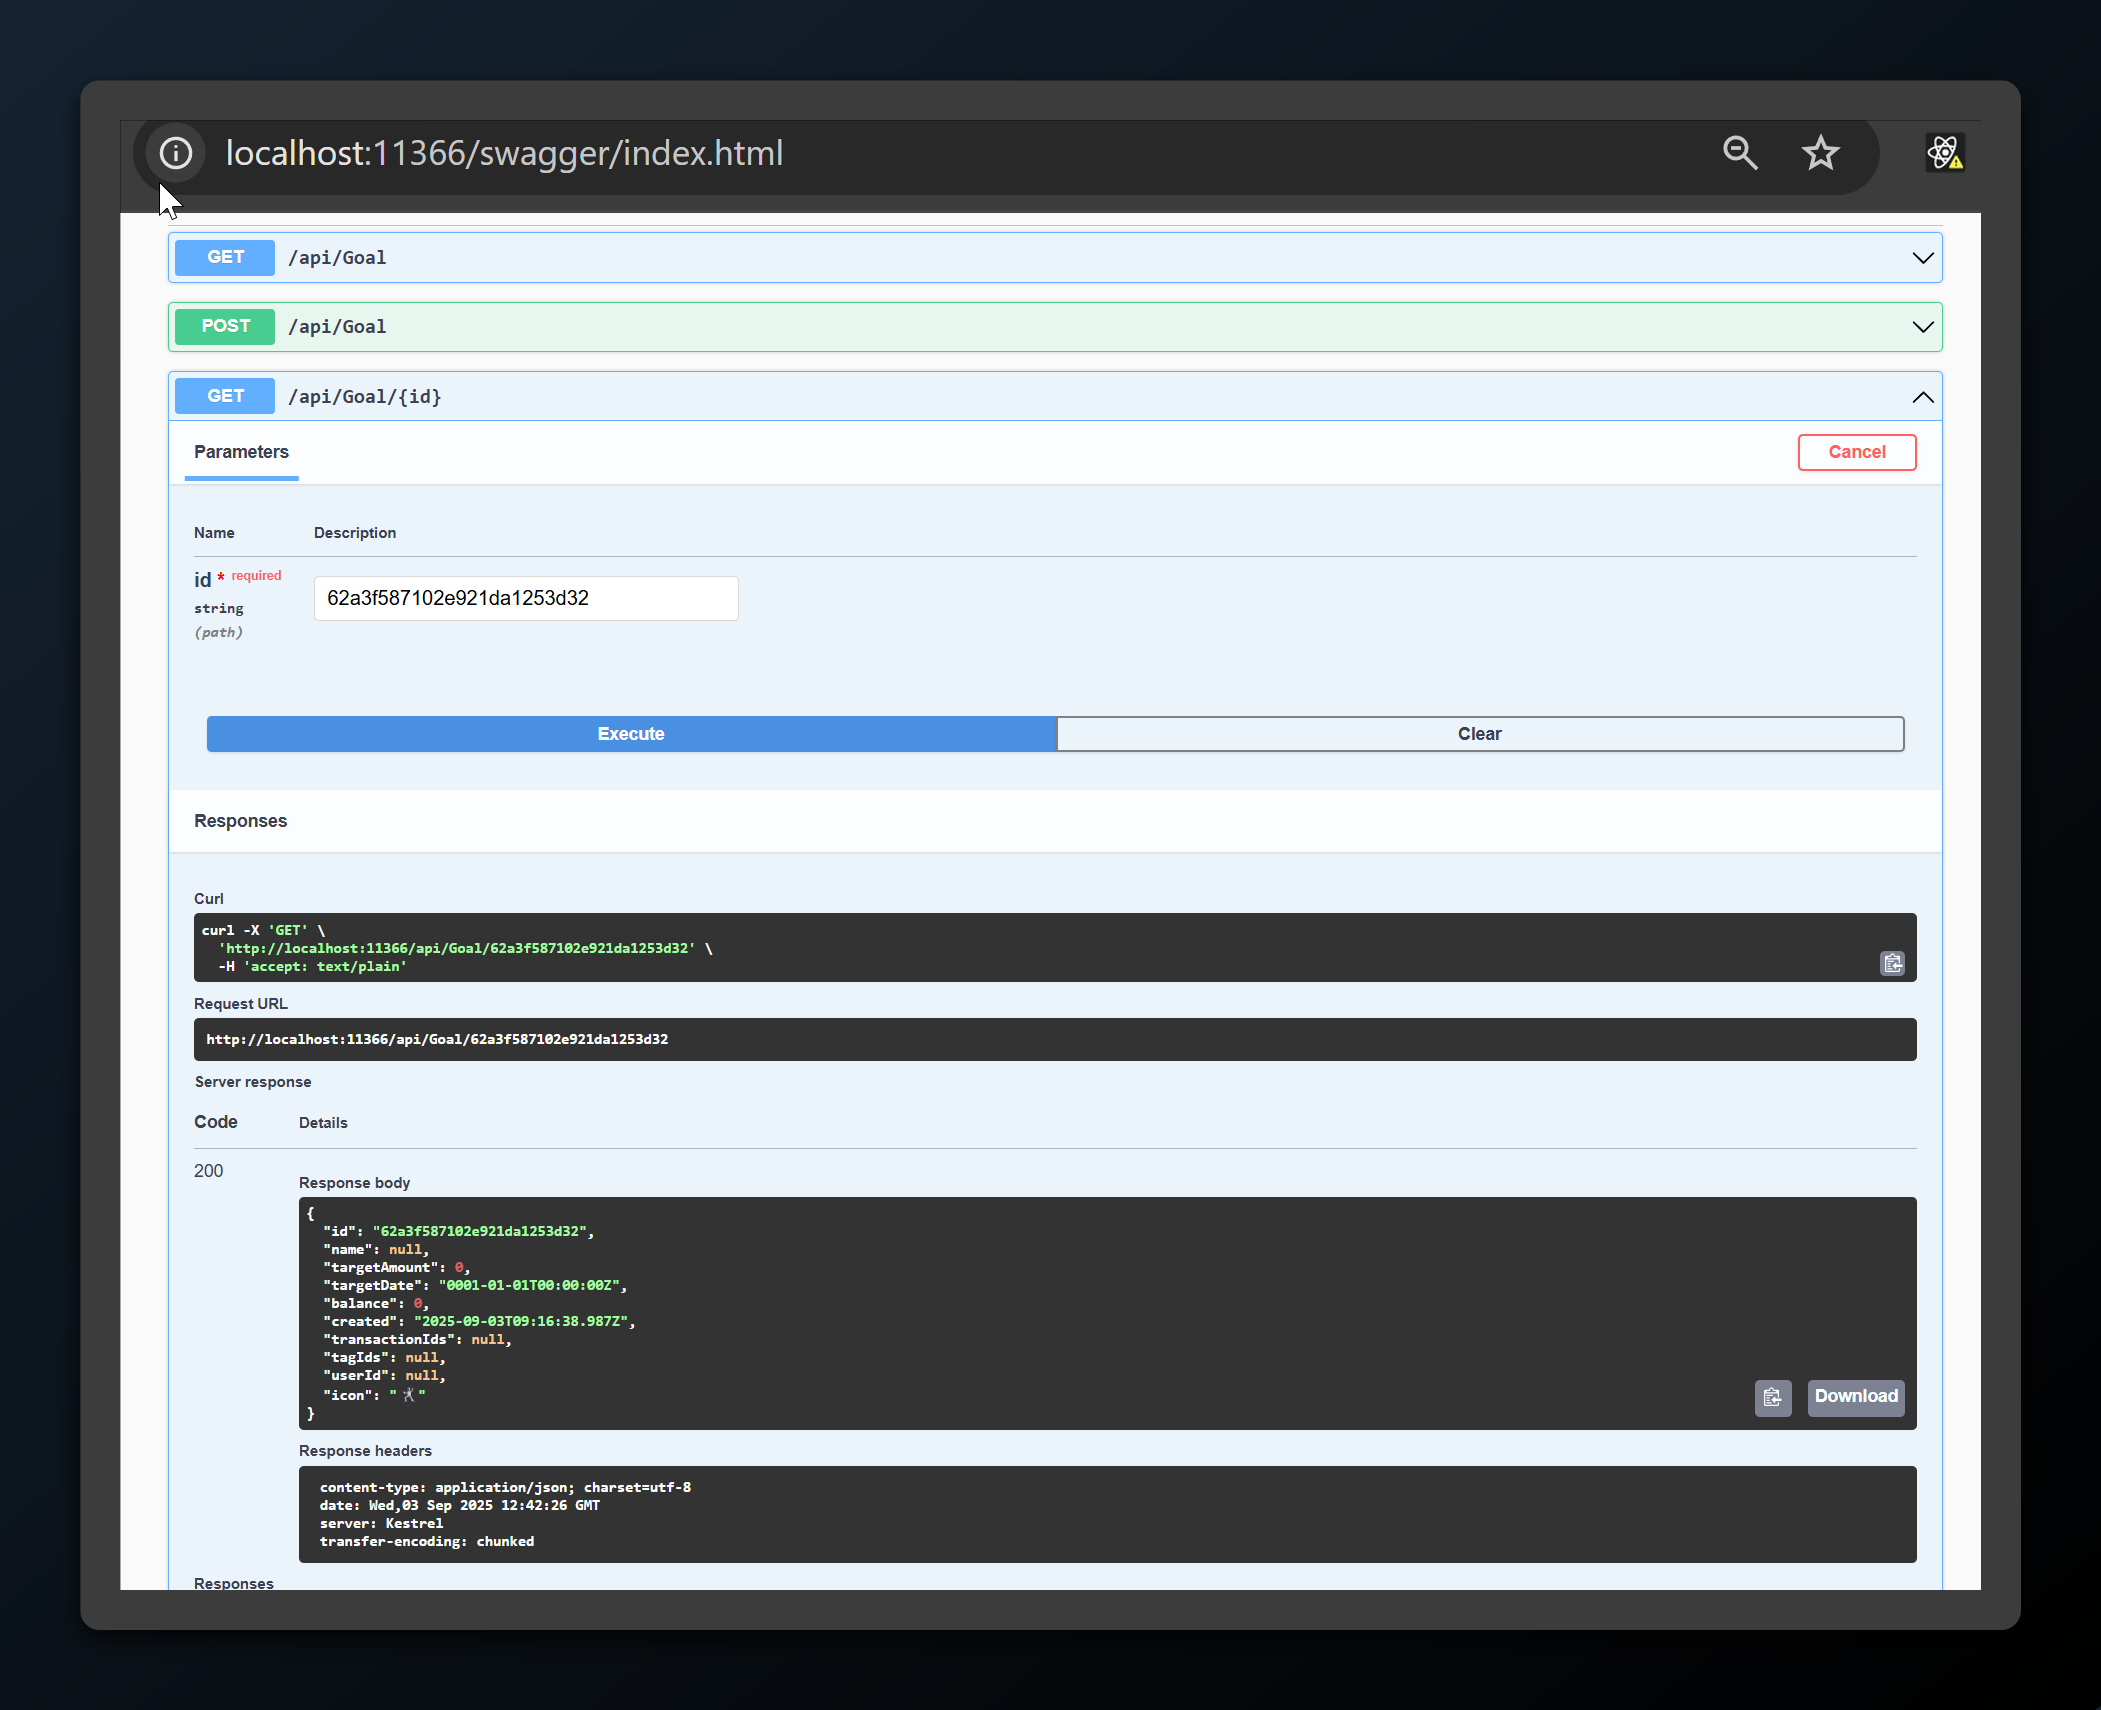 localhost:11366/swagger/index.html
GET /api/Goal
POST /api/Goal
GET /api/Goal/{id}
Parameters
Cancel
Name Description
id * required
string
(path)
62a3f587102e921da1253d32
Execute Clear
Responses
Curl
curl -X 'GET' \
  'http://localhost:11366/api/Goal/62a3f587102e921da1253d32' \
  -H 'accept: text/plain'
Request URL
http://localhost:11366/api/Goal/62a3f587102e921da1253d32
Server response
Code Details
200
Response body
{
  "id": "62a3f587102e921da1253d32",
  "name": null,
  "targetAmount": 0,
  "targetDate": "0001-01-01T00:00:00Z",
  "balance": 0,
  "created": "2025-09-03T09:16:38.987Z",
  "transactionIds": null,
  "tagIds": null,
  "userId": null,
  "icon": "🤺"
}
Download
Response headers
content-type: application/json; charset=utf-8
date: Wed,03 Sep 2025 12:42:26 GMT
server: Kestrel
transfer-encoding: chunked
Responses